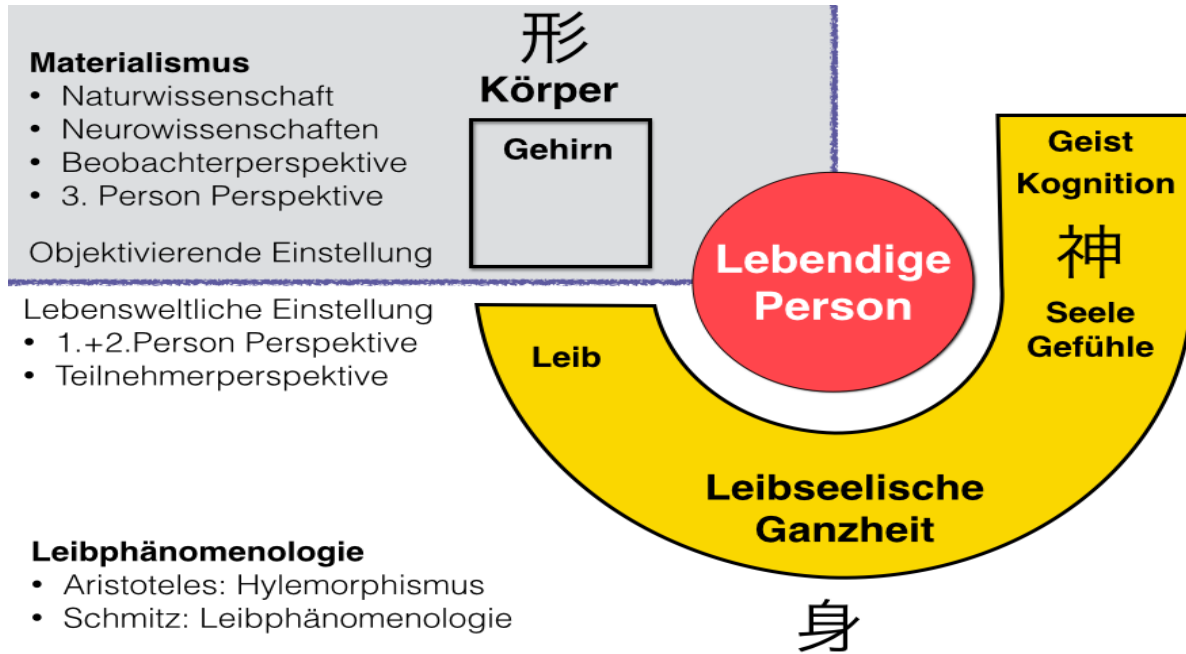 Materialismus
• Naturwissenschaft
• Neurowissenschaften
• Beobachterperspektive
• 3. Person Perspektive
Objektivierende Einstellung
形
Körper
Gehirn
Lebensweltliche Einstellung
• 1.+2.Person Perspektive
• Teilnehmerperspektive
Lebendige
Person
Geist
Kognition
神
Seele
Gefühle
Leib
Leibseelische
Ganzheit
身
Leibphänomenologie
• Aristoteles: Hylemorphismus
• Schmitz: Leibphänomenologie